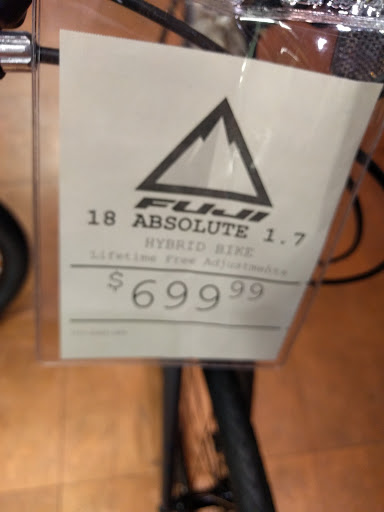 FUJI
18 ABSOLUTE 1.7
HYBRID BIKE
Lifetime Free Adjustments
$699.99